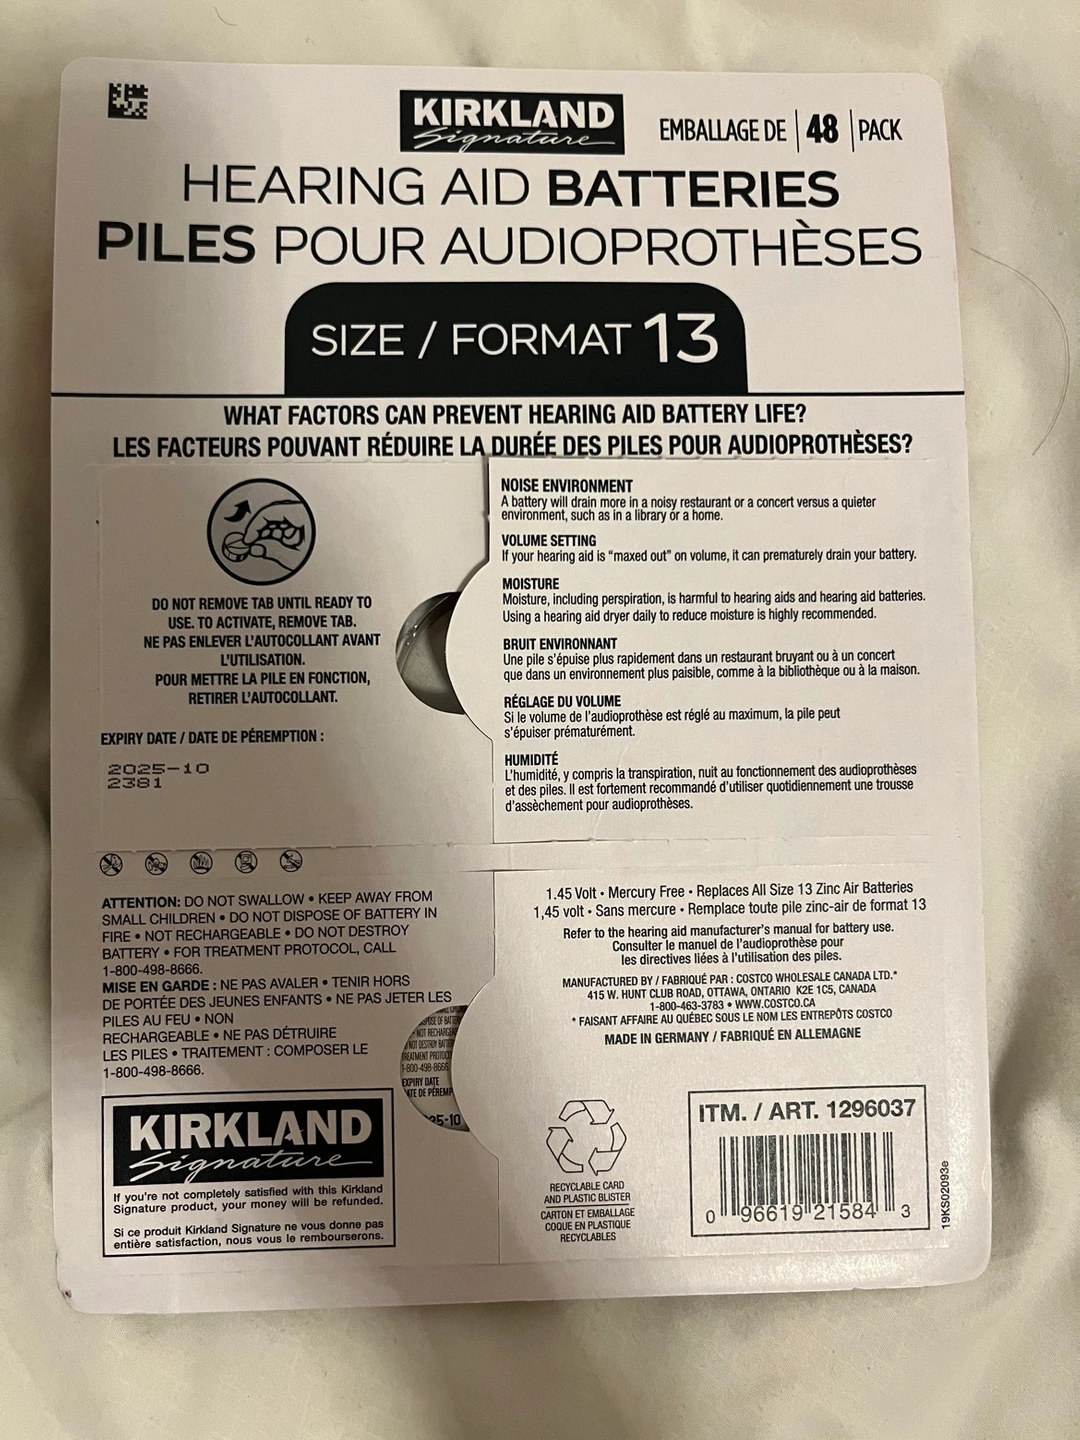 KIRKLAND
Signature
EMBALLAGE DE | 48 | PACK
HEARING AID BATTERIES
PILES POUR AUDIOPROTHÈSES
SIZE / FORMAT 13
WHAT FACTORS CAN PREVENT HEARING AID BATTERY LIFE?
LES FACTEURS POUVANT RÉDUIRE LA DURÉE DES PILES POUR AUDIOPROTHÈSES?
DO NOT REMOVE TAB UNTIL READY TO
USE. TO ACTIVATE, REMOVE TAB.
NE PAS ENLEVER L'AUTOCOLLANT AVANT
L'UTILISATION.
POUR METTRE LA PILE EN FONCTION,
RETIRER L'AUTOCOLLANT.
EXPIRY DATE / DATE DE PÉREMPTION :
2025-10
2381
NOISE ENVIRONMENT
A battery will drain more in a noisy restaurant or a concert versus a quieter
environment, such as in a library or a home.
VOLUME SETTING
If your hearing aid is "maxed out" on volume, it can prematurely drain your battery.
MOISTURE
Moisture, including perspiration, is harmful to hearing aids and hearing aid batteries.
Using a hearing aid dryer daily to reduce moisture is highly recommended.
BRUIT ENVIRONNANT
Une pile s'épuise plus rapidement dans un restaurant bruyant ou à un concert
que dans un environnement plus paisible, comme à la bibliothèque ou à la maison.
RÉGLAGE DU VOLUME
Si le volume de l'audioprothèse est réglé au maximum, la pile peut
s'épuiser prématurément.
HUMIDITÉ
L'humidité, y compris la transpiration, nuit au fonctionnement des audioprothèses
et des piles. Il est fortement recommandé d'utiliser quotidiennement une trousse
d'assèchement pour audioprothèses.
ATTENTION: DO NOT SWALLOW • KEEP AWAY FROM
SMALL CHILDREN • DO NOT DISPOSE OF BATTERY IN
FIRE • NOT RECHARGEABLE • DO NOT DESTROY
BATTERY • FOR TREATMENT PROTOCOL, CALL
1-800-498-8666.
MISE EN GARDE : NE PAS AVALER • TENIR HORS
DE PORTÉE DES JEUNES ENFANTS • NE PAS JETER LES
PILES AU FEU • NON
RECHARGEABLE • NE PAS DÉTRUIRE
LES PILES • TRAITEMENT : COMPOSER LE
1-800-498-8666.
SPOSE OF BATTER
NOT RECHARGEA
NOT DESTROY BATT
REATMENT PROTOC
1-800-498-8666
EXPIRY DATE
ATE DE PÉREMP
25-10
KIRKLAND
Signature
If you're not completely satisfied with this Kirkland
Signature product, your money will be refunded.
Si ce produit Kirkland Signature ne vous donne pas
entière satisfaction, nous vous le rembourserons.
1.45 Volt • Mercury Free • Replaces All Size 13 Zinc Air Batteries
1,45 volt • Sans mercure • Remplace toute pile zinc-air de format 13
Refer to the hearing aid manufacturer's manual for battery use.
Consulter le manuel de l'audioprothèse pour
les directives liées à l'utilisation des piles.
MANUFACTURED BY / FABRIQUÉ PAR : COSTCO WHOLESALE CANADA LTD.*
415 W. HUNT CLUB ROAD, OTTAWA, ONTARIO K2E 1C5, CANADA
1-800-463-3783 • WWW.COSTCO.CA
* FAISANT AFFAIRE AU QUÉBEC SOUS LE NOM LES ENTREPÔTS COSTCO
MADE IN GERMANY / FABRIQUÉ EN ALLEMAGNE
RECYCLABLE CARD
AND PLASTIC BLISTER
CARTON ET EMBALLAGE
COQUE EN PLASTIQUE
RECYCLABLES
ITM. / ART. 1296037
0 96619 21584 3
19KS02093e